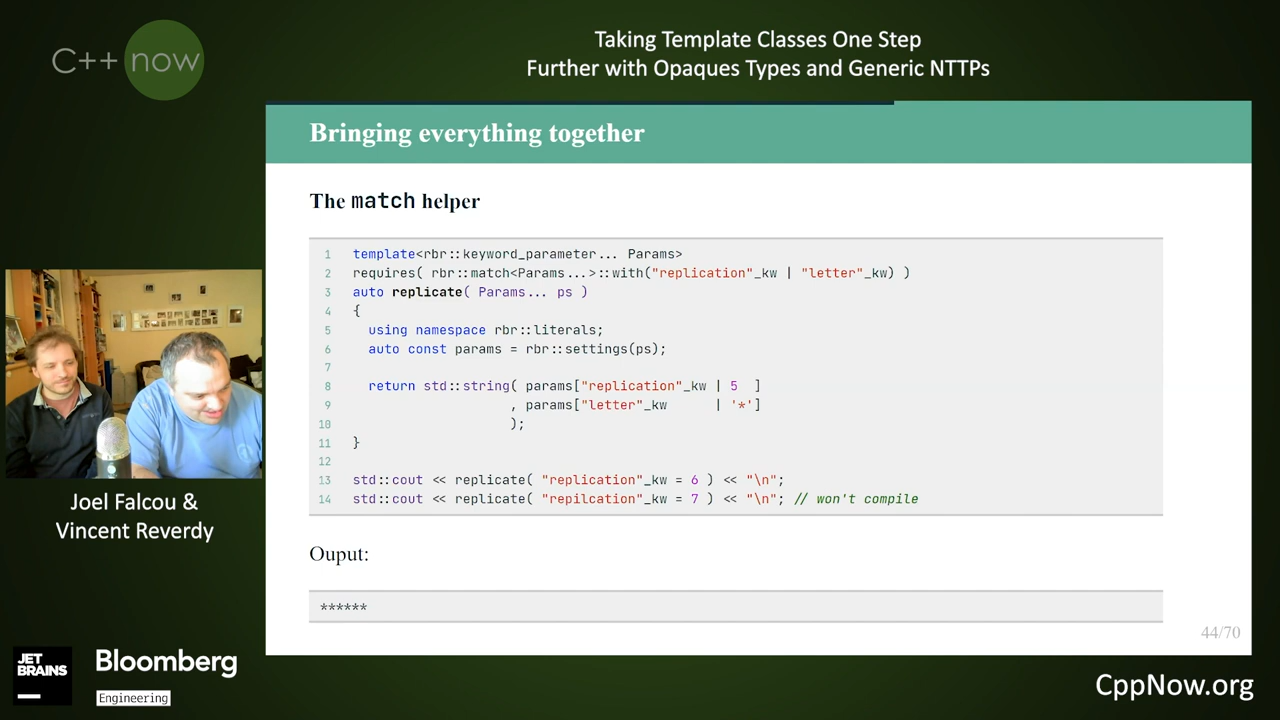 C++ now
Taking Template Classes One Step
Further with Opaques Types and Generic NTTPs
Bringing everything together
The match helper
1 template<rbr::keyword_parameter... Params>
2 requires( rbr::match<Params...>::with("replication"_kw | "letter"_kw) )
3 auto replicate( Params... ps )
4 {
5 using namespace rbr::literals;
6 auto const params = rbr::settings(ps);
7
8 return std::string( params["replication"_kw | 5 ]
9 , params["letter"_kw | '*']
10 );
11 }
12
13 std::cout << replicate( "replication"_kw = 6 ) << "\n";
14 std::cout << replicate( "repilcation"_kw = 7 ) << "\n"; // won't compile
Ouput:
******
44/70
Joel Falcou &
Vincent Reverdy
JET
BRAINS
Bloomberg
Engineering
CppNow.org